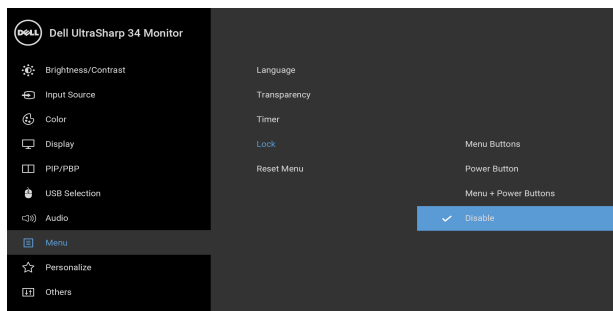 DELL Dell UltraSharp 34 Monitor
Brightness/Contrast Language
Input Source Transparency
Color Timer
Display Lock Menu Buttons
PIP/PBP Reset Menu Power Button
USB Selection Menu + Power Buttons
Audio Disable
Menu
Personalize
Others